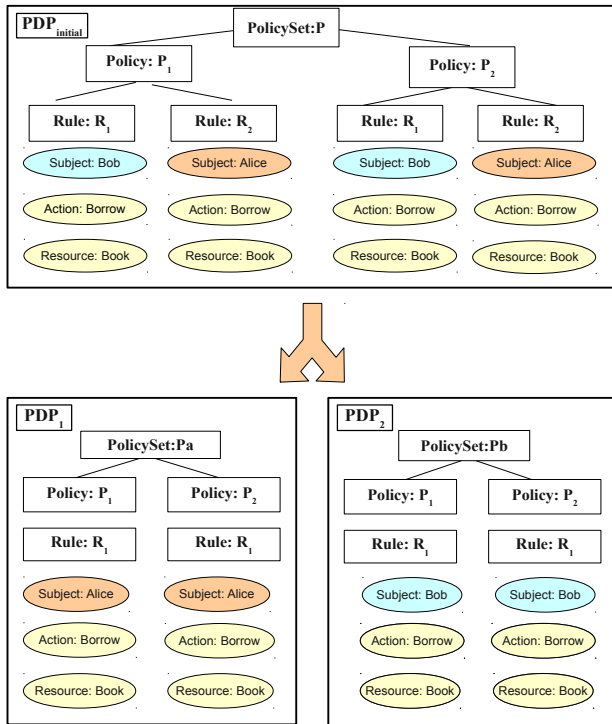 PDP initial
PolicySet:P
Policy: P1
Policy: P2
Rule: R1
Rule: R2
Rule: R1
Rule: R2
Subject: Bob
Subject: Alice
Subject: Bob
Subject: Alice
Action: Borrow
Action: Borrow
Action: Borrow
Action: Borrow
Resource: Book
Resource: Book
Resource: Book
Resource: Book
PDP1
PolicySet:Pa
Policy: P1
Policy: P2
Rule: R1
Rule: R1
Subject: Alice
Subject: Alice
Action: Borrow
Action: Borrow
Resource: Book
Resource: Book
PDP2
PolicySet:Pb
Policy: P1
Policy: P2
Rule: R1
Rule: R1
Subject: Bob
Subject: Bob
Action: Borrow
Action: Borrow
Resource: Book
Resource: Book